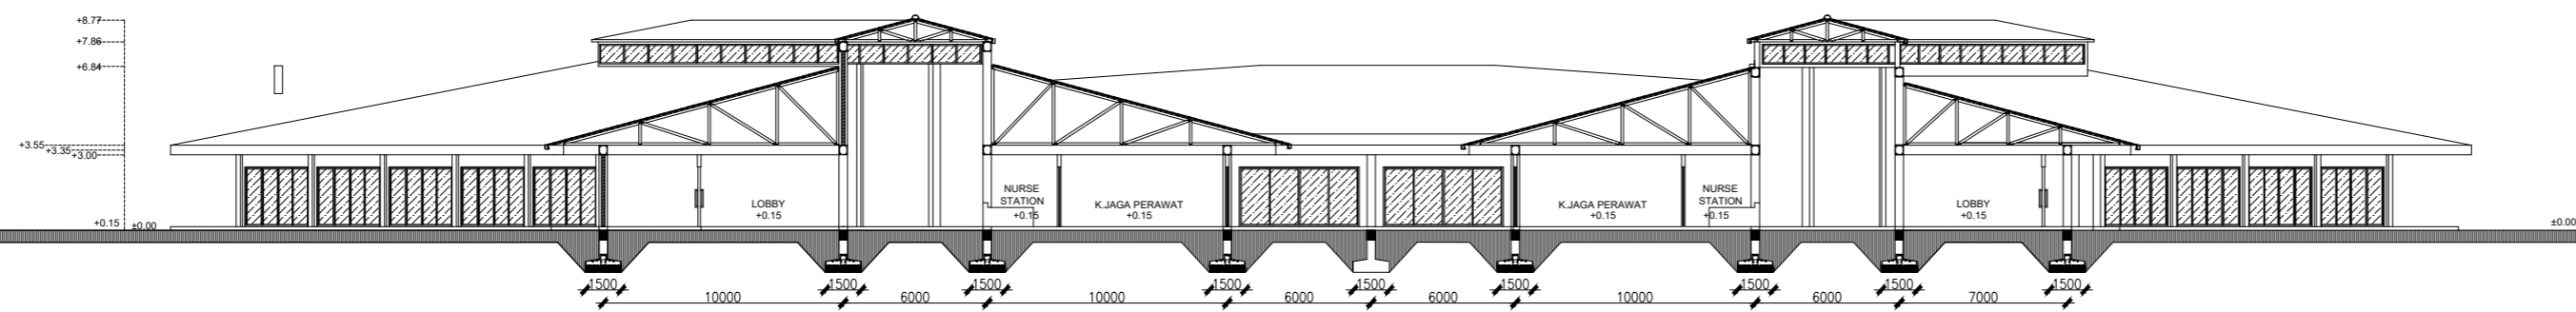 +8.77
+7.86
+6.84
+3.55
+3.35
+3.00
+0.15
±0.00
LOBBY
+0.15
NURSE
STATION
+0.15
K.JAGA PERAWAT
+0.15
K.JAGA PERAWAT
+0.15
NURSE
STATION
+0.15
LOBBY
+0.15
±0.00
1500 1500 1500 1500 1500 1500 1500 1500 1500
10000 6000 10000 6000 6000 10000 6000 7000